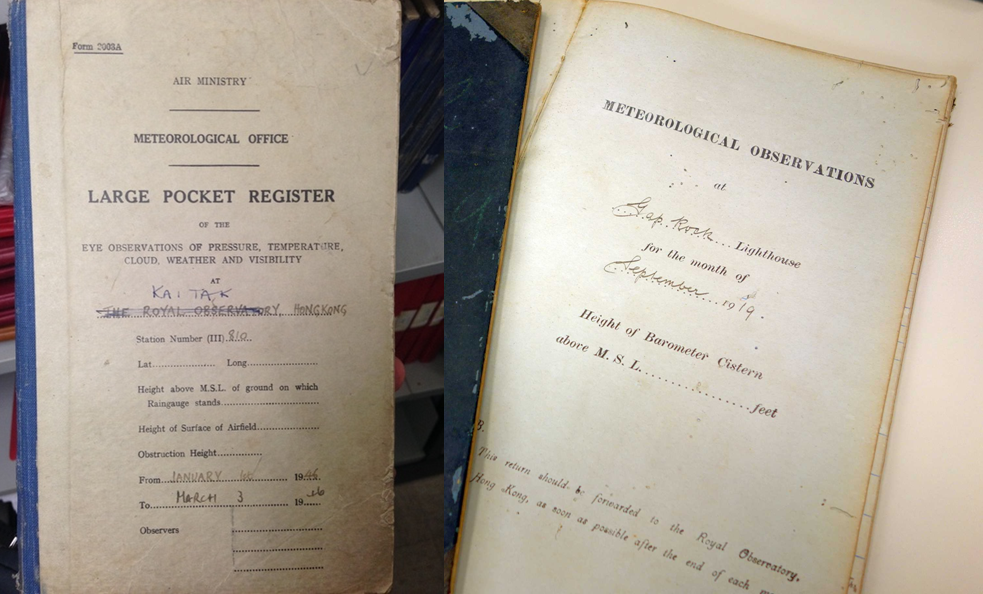 Form 2003A
AIR MINISTRY
METEOROLOGICAL OFFICE
LARGE POCKET REGISTER
OF THE
EYE OBSERVATIONS OF PRESSURE, TEMPERATURE,
CLOUD, WEATHER AND VISIBILITY
AT
KAI TAK
THE ROYAL OBSERVATORY, HONGKONG
Station Number (III) 810
Lat.................... Long....................
Height above M.S.L. of ground on which
Raingauge stands....................
Height of Surface of Airfield....................
Obstruction Height....................
From JANUARY 1946
To MARCH 3 1946
Observers
METEOROLOGICAL OBSERVATIONS
at
Gap Rock Lighthouse
for the month of
September 1919.
Height of Barometer Cistern
above M. S. L. .................... feet
This return should be forwarded to the Royal Observatory,
Hong Kong, as soon as possible after the end of each